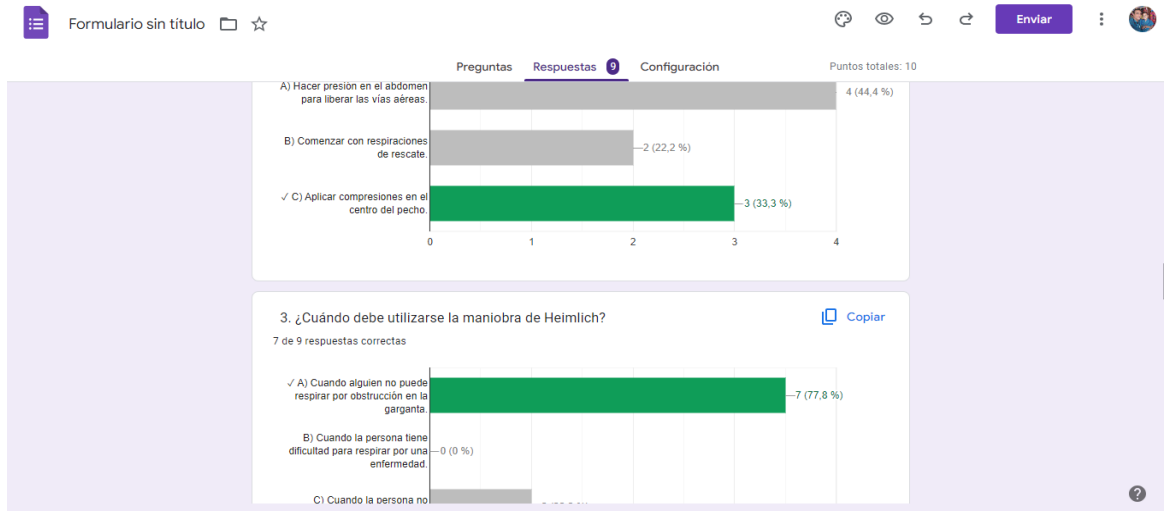 Formulario sin título
Enviar
Preguntas Respuestas 9 Configuración Puntos totales: 10
A) Hacer presión en el abdomen
para liberar las vías aéreas.
4 (44,4 %)
B) Comenzar con respiraciones
de rescate.
2 (22,2 %)
✓ C) Aplicar compresiones en el
centro del pecho.
3 (33,3 %)
0 1 2 3 4
3. ¿Cuándo debe utilizarse la maniobra de Heimlich?
Copiar
7 de 9 respuestas correctas
✓ A) Cuando alguien no puede
respirar por obstrucción en la
garganta.
7 (77,8 %)
B) Cuando la persona tiene
dificultad para respirar por una
enfermedad.
0 (0 %)
C) Cuando la persona no